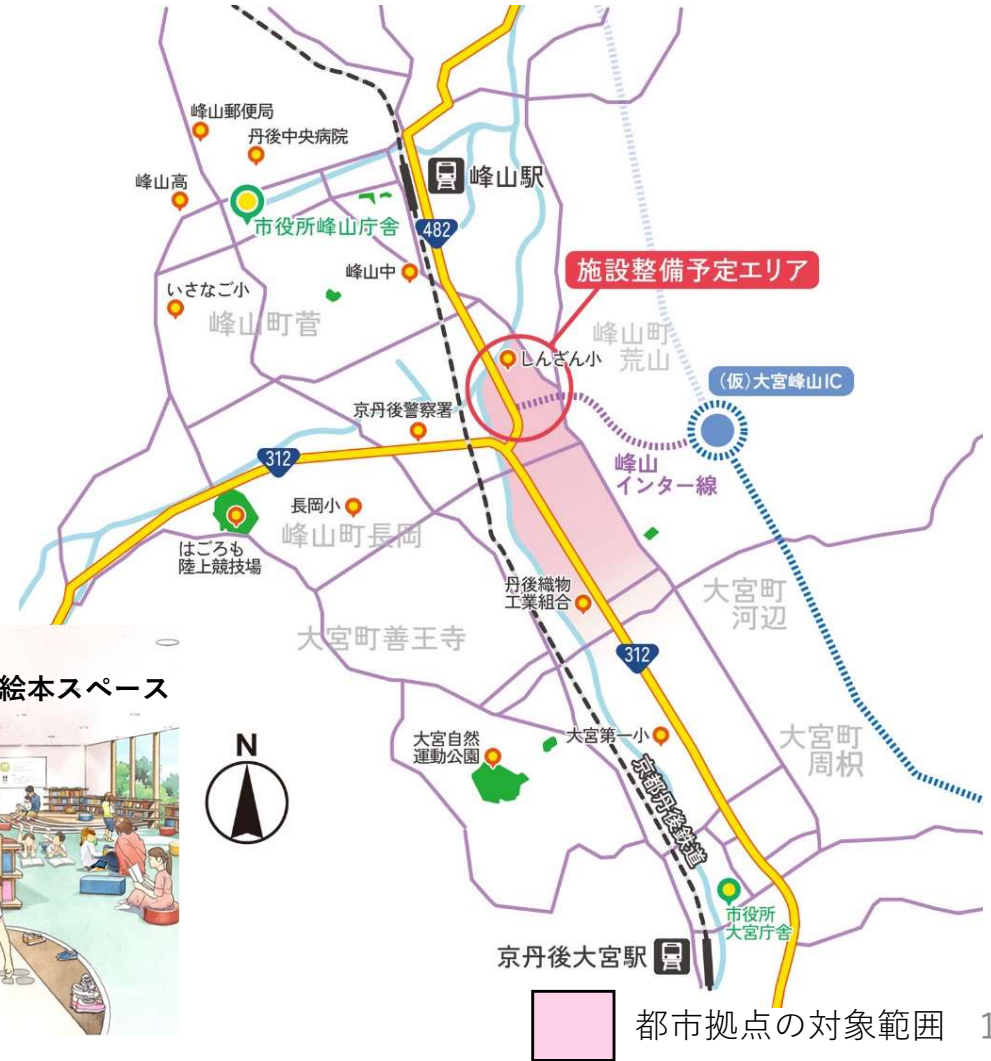 峰山郵便局
丹後中央病院
峰山高
市役所峰山庁舎
峰山駅
482
峰山中
いさなご小
峰山町菅
施設整備予定エリア
しんざん小
峰山町
荒山
(仮)大宮峰山IC
京丹後警察署
312
峰山
インター線
長岡小
峰山町長岡
はごろも
陸上競技場
丹後織物
工業組合
大宮町
河辺
大宮町善王寺
312
絵本スペース
N
大宮自然
運動公園
大宮第一小
大宮町
周枳
京都丹後鉄道
市役所
大宮庁舎
京丹後大宮駅
都市拠点の対象範囲
1